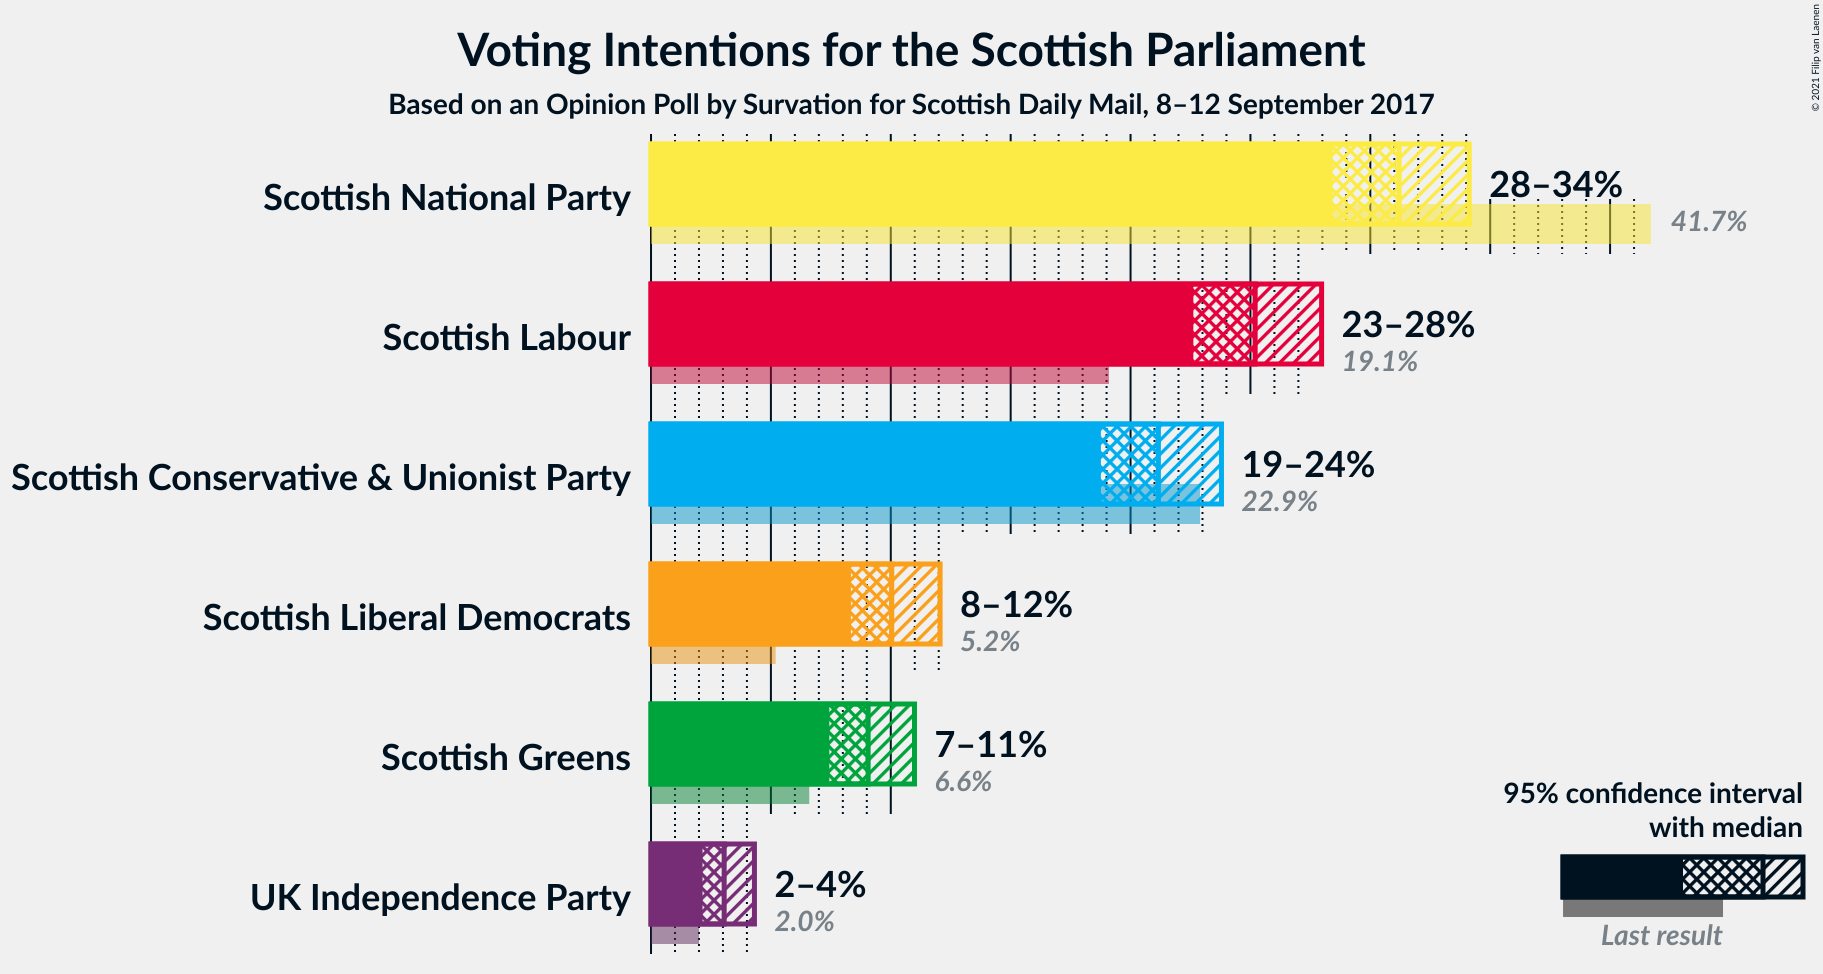 Voting Intentions for the Scottish Parliament
Based on an Opinion Poll by Survation for Scottish Daily Mail, 8–12 September 2017
© 2021 Filip van Laenen
Scottish National Party
28–34%
41.7%
Scottish Labour
23–28%
19.1%
Scottish Conservative & Unionist Party
19–24%
22.9%
Scottish Liberal Democrats
8–12%
5.2%
Scottish Greens
7–11%
6.6%
UK Independence Party
2–4%
2.0%
95% confidence interval
with median
Last result